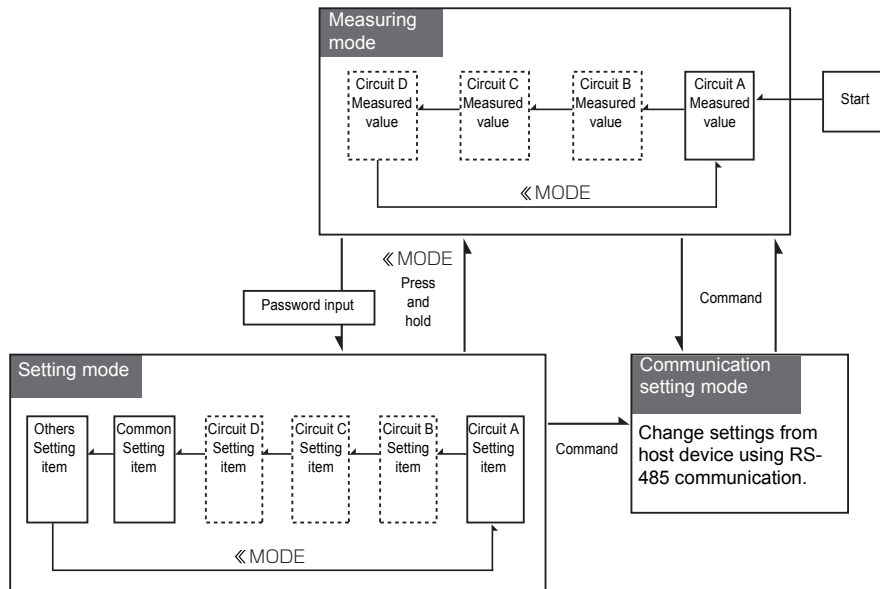 Measuring
mode
Circuit D
Measured
value
Circuit C
Measured
value
Circuit B
Measured
value
Circuit A
Measured
value
Start
≪MODE
≪MODE
Press
and
hold
Password input
Command
Setting mode
Others
Setting
item
Common
Setting
item
Circuit D
Setting
item
Circuit C
Setting
item
Circuit B
Setting
item
Circuit A
Setting
item
≪MODE
Command
Communication
setting mode
Change settings from
host device using RS-
485 communication.